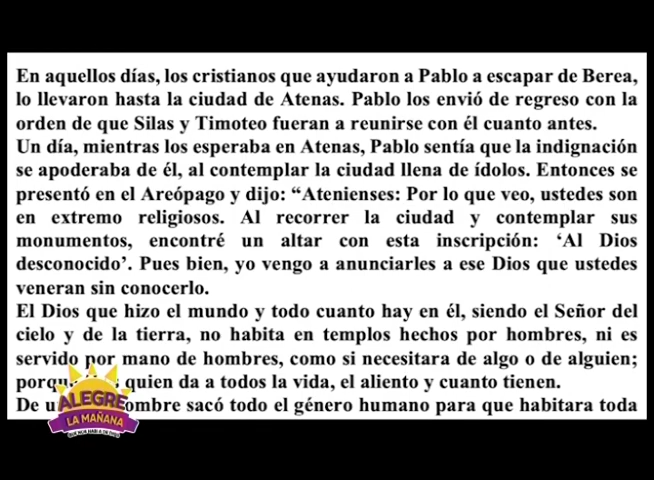 En aquellos días, los cristianos que ayudaron a Pablo a escapar de Berea,
lo llevaron hasta la ciudad de Atenas. Pablo los envió de regreso con la
orden de que Silas y Timoteo fueran a reunirse con él cuanto antes.
Un día, mientras los esperaba en Atenas, Pablo sentía que la indignación
se apoderaba de él, al contemplar la ciudad llena de ídolos. Entonces se
presentó en el Areópago y dijo: “Atenienses: Por lo que veo, ustedes son
en extremo religiosos. Al recorrer la ciudad y contemplar sus
monumentos, encontré un altar con esta inscripción: ‘Al Dios
desconocido’. Pues bien, yo vengo a anunciarles a ese Dios que ustedes
veneran sin conocerlo.
El Dios que hizo el mundo y todo cuanto hay en él, siendo el Señor del
cielo y de la tierra, no habita en templos hechos por hombres, ni es
servido por mano de hombres, como si necesitara de algo o de alguien;
quien da a todos la vida, el aliento y cuanto tienen.
De sacó todo el género humano para que habitara toda
ALEGRE
LA MAÑANA